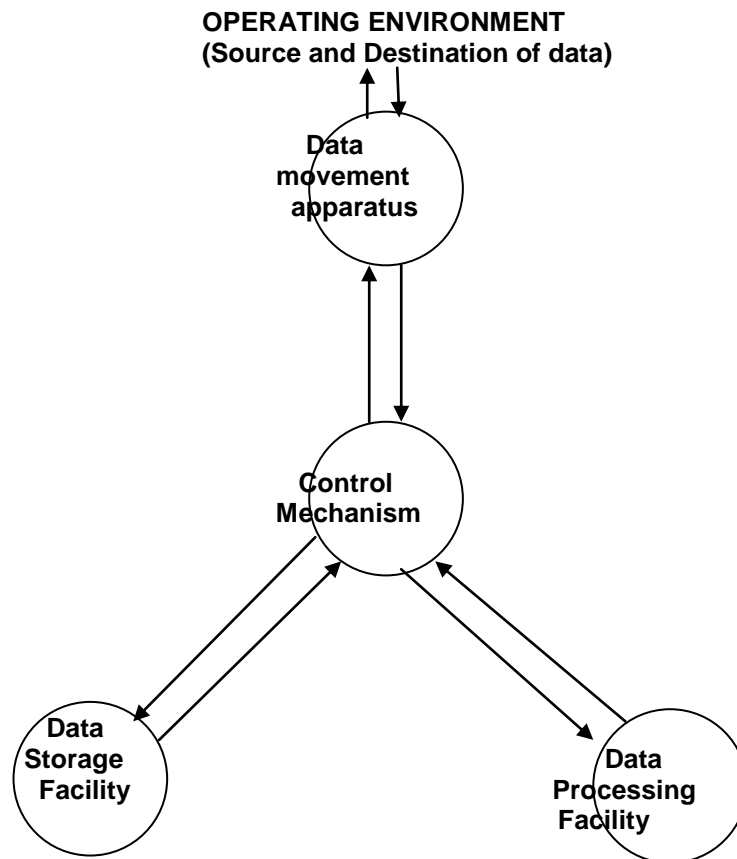 OPERATING ENVIRONMENT
(Source and Destination of data)
Data
movement
apparatus
Control
Mechanism
Data
Storage
Facility
Data
Processing
Facility